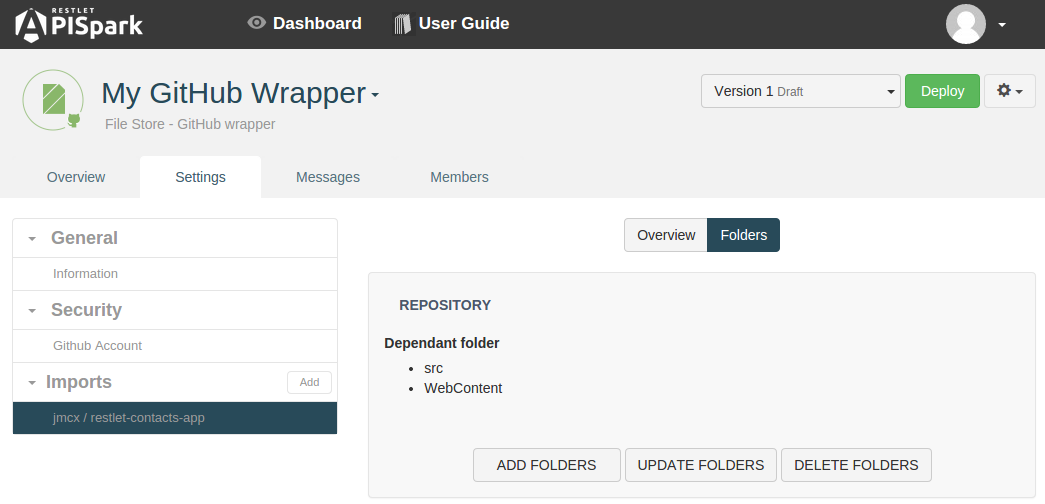 RESTLET
APISpark
Dashboard
User Guide
My GitHub Wrapper
File Store - GitHub wrapper
Version 1 Draft
Deploy
Overview
Settings
Messages
Members
General
Information
Security
Github Account
Imports
Add
jmcx / restlet-contacts-app
Overview
Folders
REPOSITORY
Dependant folder
src
WebContent
ADD FOLDERS
UPDATE FOLDERS
DELETE FOLDERS